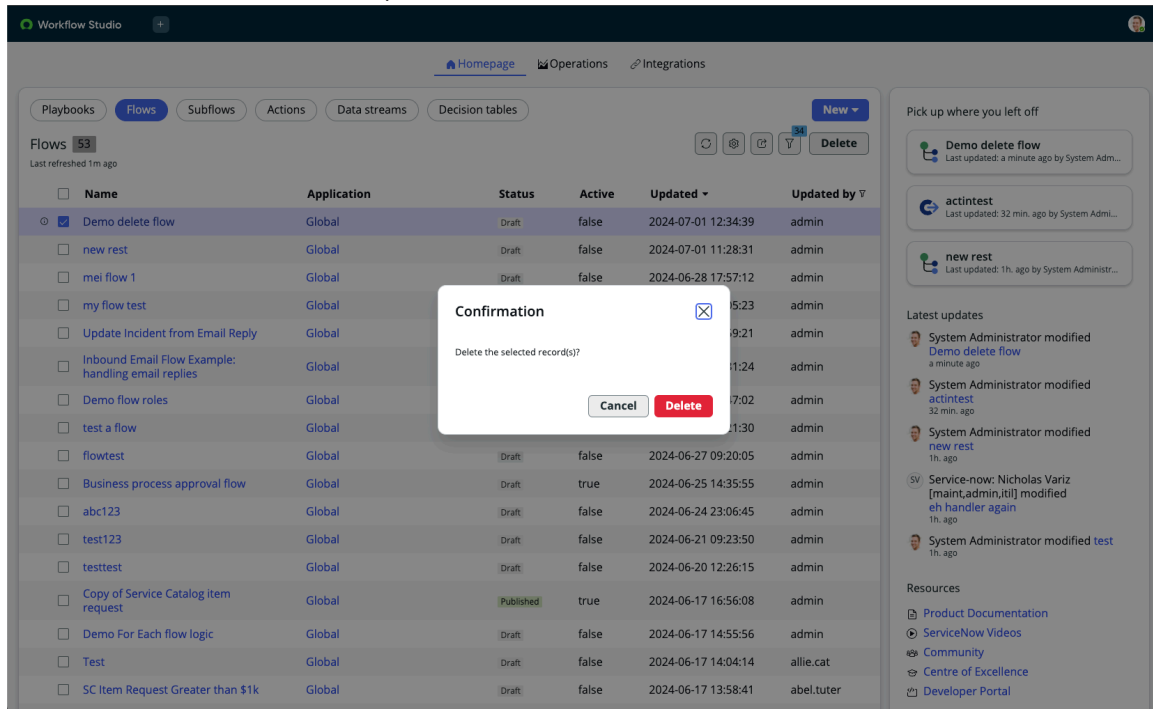 Workflow Studio +
Homepage Operations Integrations
Playbooks Flows Subflows Actions Data streams Decision tables New
Flows 53
Last refreshed 1m ago
34 Delete
Name Application Status Active Updated Updated by
Demo delete flow Global Draft false 2024-07-01 12:34:39 admin
new rest Global Draft false 2024-07-01 11:28:31 admin
mei flow 1 Global Draft false 2024-06-28 17:57:12 admin
my flow test Global 5:23 admin
Update Incident from Email Reply Global 9:21 admin
Inbound Email Flow Example:
handling email replies Global 1:24 admin
Demo flow roles Global 7:02 admin
test a flow Global 1:30 admin
flowtest Global Draft false 2024-06-27 09:20:05 admin
Business process approval flow Global Draft true 2024-06-25 14:35:55 admin
abc123 Global Draft false 2024-06-24 23:06:45 admin
test123 Global Draft false 2024-06-21 09:23:50 admin
testtest Global Draft false 2024-06-20 12:26:15 admin
Copy of Service Catalog item
request Global Published true 2024-06-17 16:56:08 admin
Demo For Each flow logic Global Draft false 2024-06-17 14:55:56 admin
Test Global Draft false 2024-06-17 14:04:14 allie.cat
SC Item Request Greater than $1k Global Draft false 2024-06-17 13:58:41 abel.tuter
Confirmation
Delete the selected record(s)?
Cancel Delete
Pick up where you left off
Demo delete flow
Last updated: a minute ago by System Adm...
actintest
Last updated: 32 min. ago by System Admi...
new rest
Last updated: 1h. ago by System Administr...
Latest updates
System Administrator modified
Demo delete flow
a minute ago
System Administrator modified
actintest
32 min. ago
System Administrator modified
new rest
1h. ago
SV Service-now: Nicholas Variz
[maint,admin,itil] modified
eh handler again
1h. ago
System Administrator modified test
1h. ago
Resources
Product Documentation
ServiceNow Videos
Community
Centre of Excellence
Developer Portal